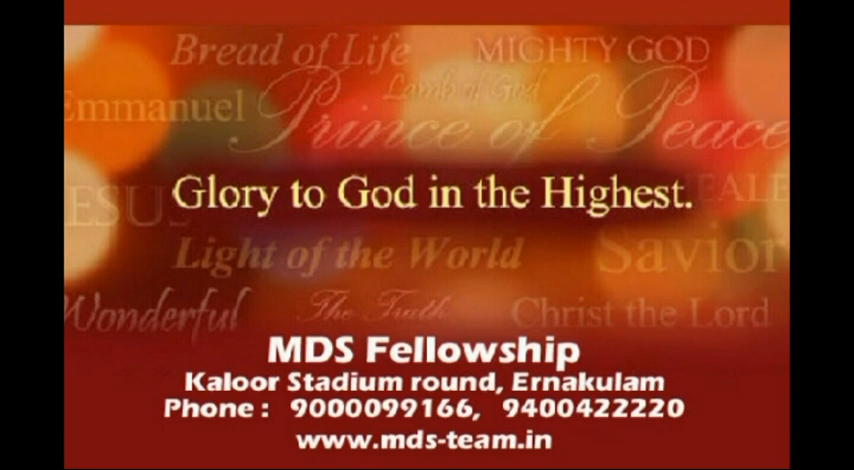 Bread of Life MIGHTY GOD
Lamb of God
Emmanuel Prince of Peace
JESUS HEALE
Glory to God in the Highest.
Light of the World Savior
Wonderful The Truth Christ the Lord
MDS Fellowship
Kaloor Stadium round, Ernakulam
Phone : 9000099166, 9400422220
www.mds-team.in